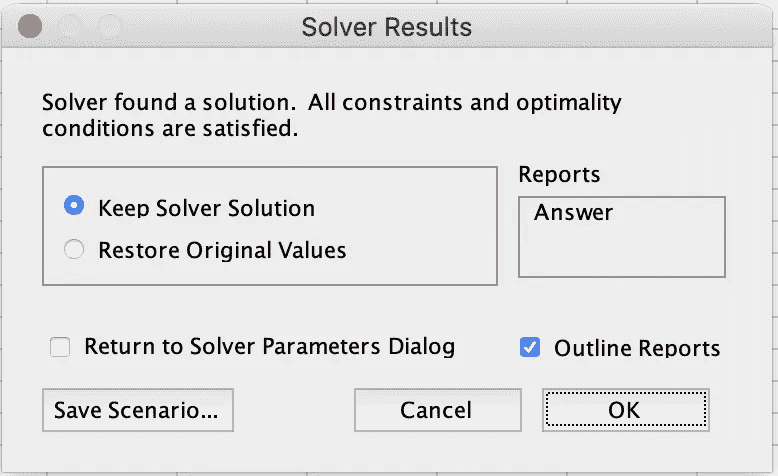 Solver Results
Solver found a solution.  All constraints and optimality
conditions are satisfied.
Keep Solver Solution
Restore Original Values
Reports
Answer
Return to Solver Parameters Dialog
Outline Reports
Save Scenario...
Cancel
OK